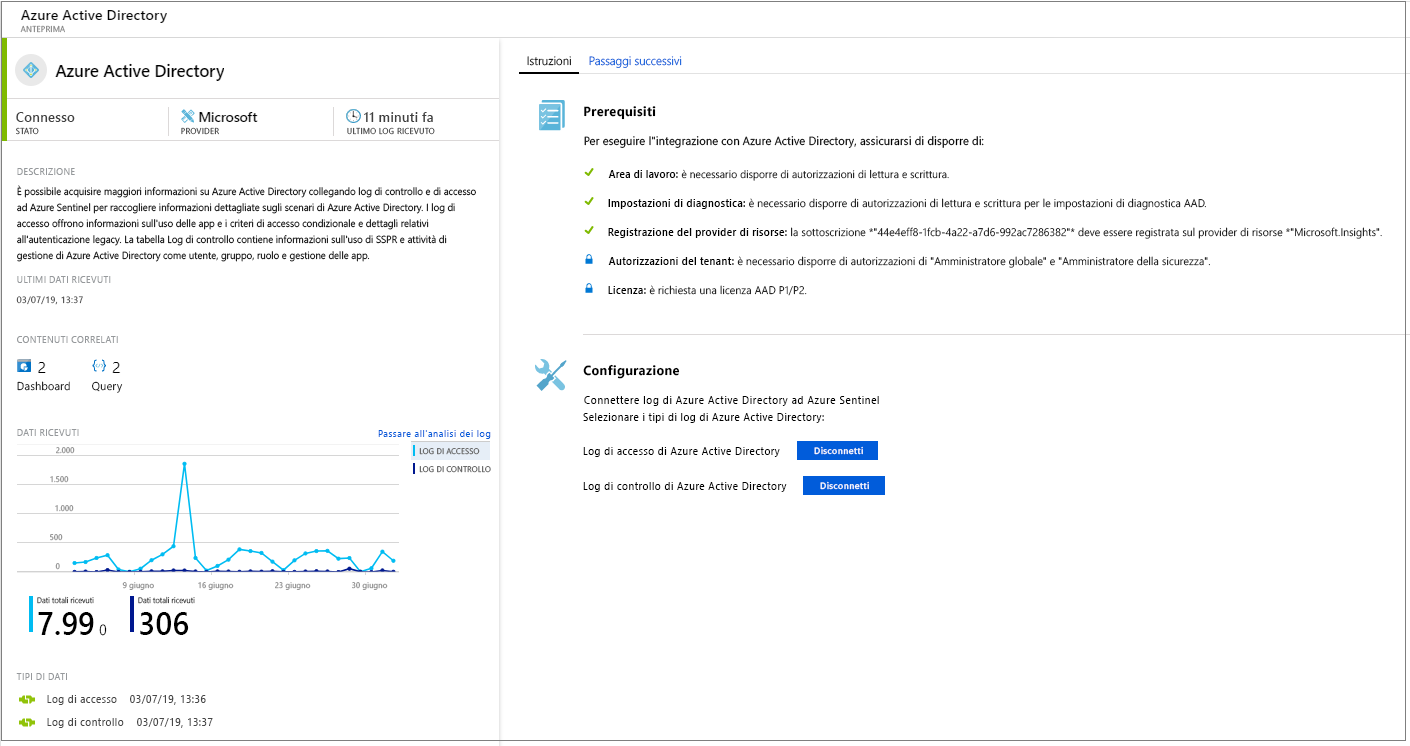 Azure Active Directory
ANTEPRIMA
Azure Active Directory
Connesso
STATO
Microsoft
PROVIDER
11 minuti fa
ULTIMO LOG RICEVUTO
DESCRIZIONE
È possibile acquisire maggiori informazioni su Azure Active Directory collegando log di controllo e di accesso
ad Azure Sentinel per raccogliere informazioni dettagliate sugli scenari di Azure Active Directory. I log di
accesso offrono informazioni sull'uso delle app e i criteri di accesso condizionale e dettagli relativi
all'autenticazione legacy. La tabella Log di controllo contiene informazioni sull'uso di SSPR e attività di
gestione di Azure Active Directory come utente, gruppo, ruolo e gestione delle app.
ULTIMI DATI RICEVUTI
03/07/19, 13:37
CONTENUTI CORRELATI
2
Dashboard
2
Query
DATI RICEVUTI
Passare all'analisi dei log
LOG DI ACCESSO
LOG DI CONTROLLO
2.000
1.500
1.000
500
0
9 giugno 16 giugno 23 giugno 30 giugno
Dati totali ricevuti
7.99 0
Dati totali ricevuti
306
TIPI DI DATI
Log di accesso 03/07/19, 13:36
Log di controllo 03/07/19, 13:37
Istruzioni Passaggi successivi
Prerequisiti
Per eseguire l"integrazione con Azure Active Directory, assicurarsi di disporre di:
Area di lavoro: è necessario disporre di autorizzazioni di lettura e scrittura.
Impostazioni di diagnostica: è necessario disporre di autorizzazioni di lettura e scrittura per le impostazioni di diagnostica AAD.
Registrazione del provider di risorse: la sottoscrizione *"44e4eff8-1fcb-4a22-a7d6-992ac7286382"* deve essere registrata sul provider di risorse *"Microsoft.Insights".
Autorizzazioni del tenant: è necessario disporre di autorizzazioni di "Amministratore globale" e "Amministratore della sicurezza".
Licenza: è richiesta una licenza AAD P1/P2.
Configurazione
Connettere log di Azure Active Directory ad Azure Sentinel
Selezionare i tipi di log di Azure Active Directory:
Log di accesso di Azure Active Directory Disconnetti
Log di controllo di Azure Active Directory Disconnetti